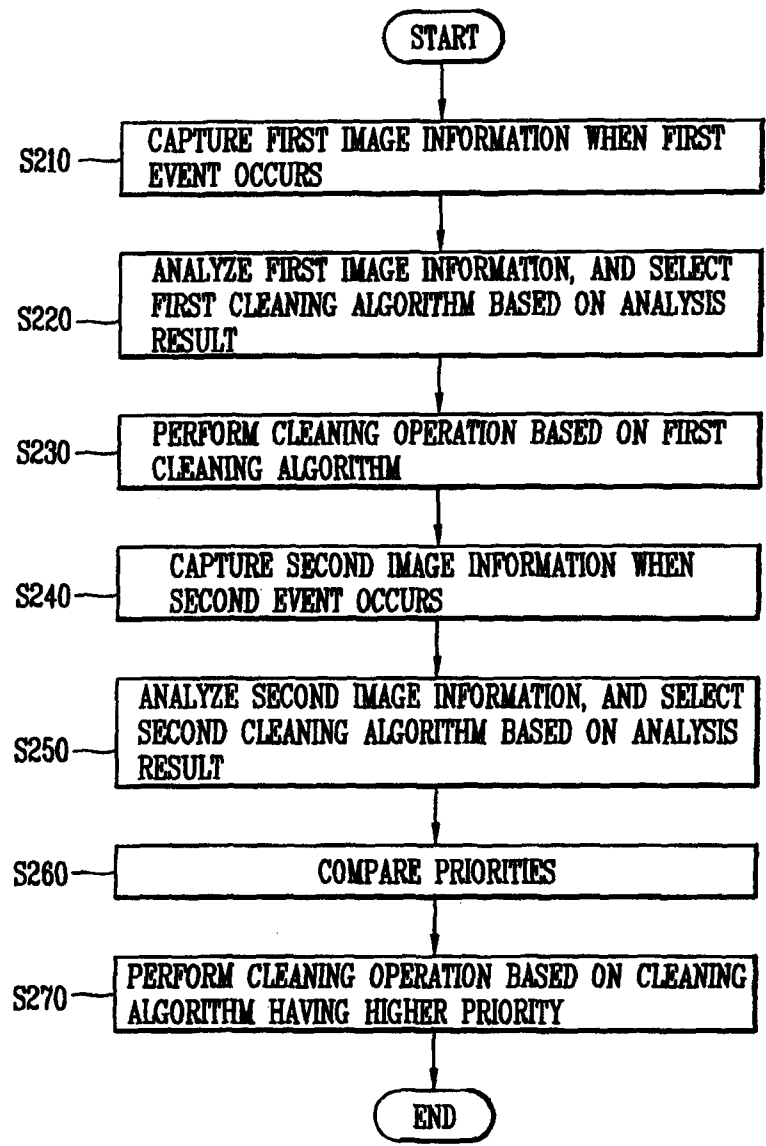 START
S210
CAPTURE FIRST IMAGE INFORMATION WHEN FIRST
EVENT OCCURS
S220
ANALYZE FIRST IMAGE INFORMATION, AND SELECT
FIRST CLEANING ALGORITHM BASED ON ANALYSIS
RESULT
S230
PERFORM CLEANING OPERATION BASED ON FIRST
CLEANING ALGORITHM
S240
CAPTURE SECOND IMAGE INFORMATION WHEN
SECOND EVENT OCCURS
S250
ANALYZE SECOND IMAGE INFORMATION, AND SELECT
SECOND CLEANING ALGORITHM BASED ON ANALYSIS
RESULT
S260
COMPARE PRIORITIES
S270
PERFORM CLEANING OPERATION BASED ON CLEANING
ALGORITHM HAVING HIGHER PRIORITY
END